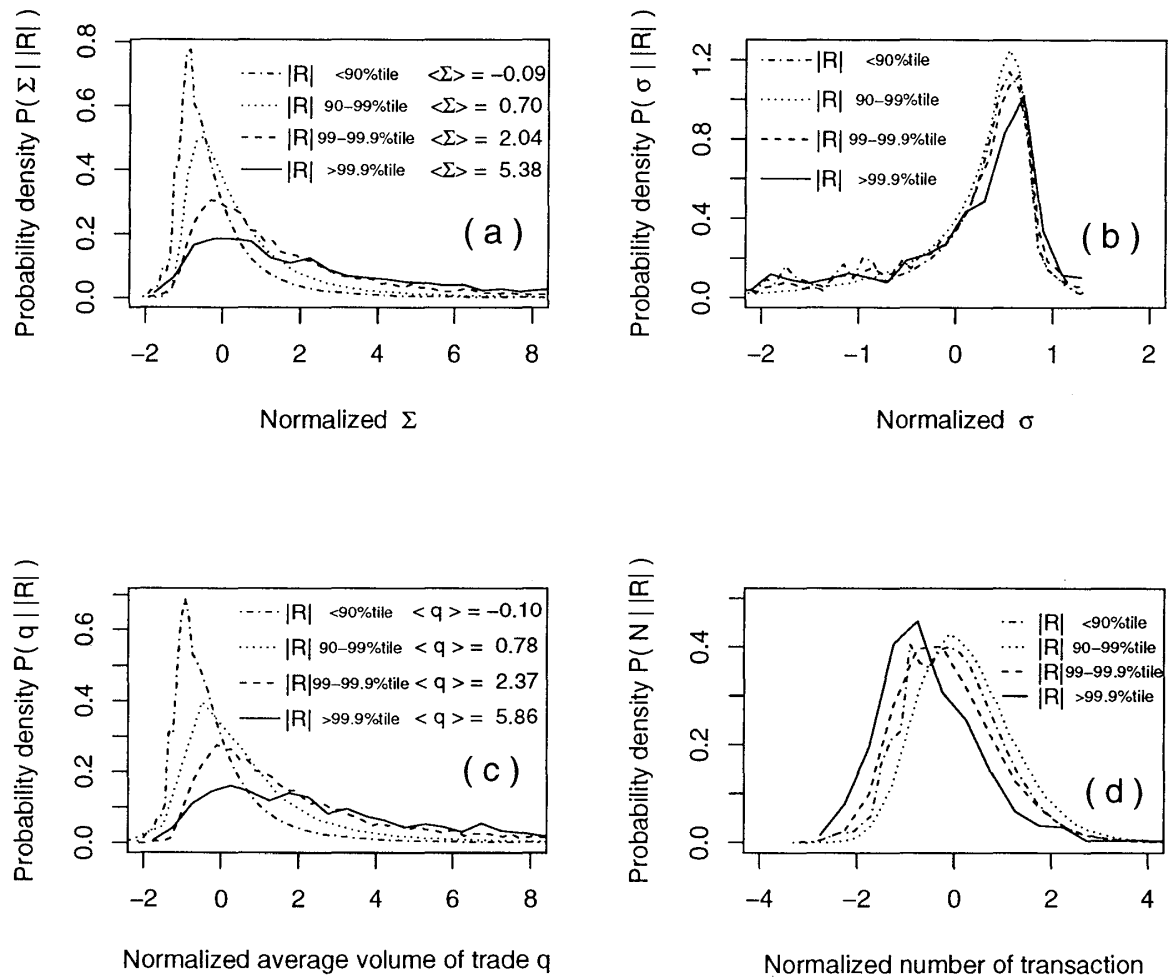 Probability density P( Σ | |R| )
0.0 0.2 0.4 0.6 0.8
|R| <90%tile <Σ> = −0.09
|R| 90−99%tile <Σ> = 0.70
|R| 99−99.9%tile <Σ> = 2.04
|R| >99.9%tile <Σ> = 5.38
( a )
−2 0 2 4 6 8
Normalized Σ
Probability density P( σ | |R| )
0.0 0.4 0.8 1.2
|R| <90%tile
|R| 90−99%tile
|R| 99−99.9%tile
|R| >99.9%tile
( b )
−2 −1 0 1 2
Normalized σ
Probability density P( q | |R| )
0.0 0.2 0.4 0.6
|R| <90%tile < q > = −0.10
|R| 90−99%tile < q > = 0.78
|R| 99−99.9%tile < q > = 2.37
|R| >99.9%tile < q > = 5.86
( c )
−2 0 2 4 6 8
Normalized average volume of trade q
Probability density P( N | |R| )
0.0 0.2 0.4
|R| <90%tile
|R| 90−99%tile
|R| 99−99.9%tile
|R| >99.9%tile
( d )
−4 −2 0 2 4
Normalized number of transaction